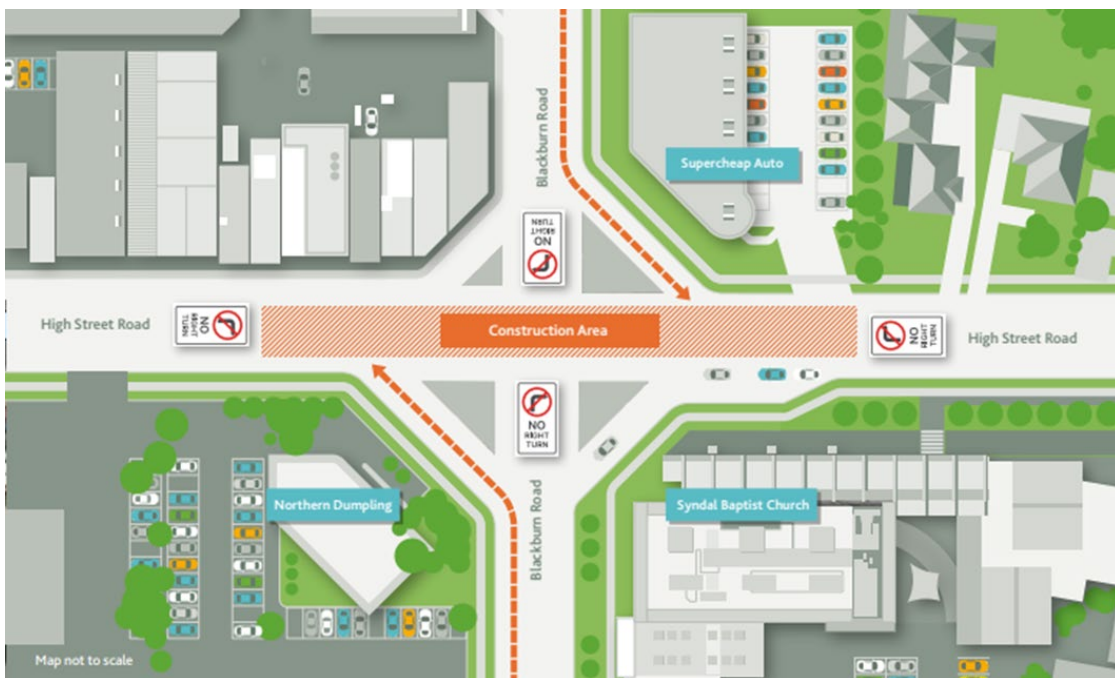 Blackburn Road
Supercheap Auto
NO
RIGHT
TURN
High Street Road
NO
RIGHT
TURN
Construction Area
NO
RIGHT
TURN
High Street Road
NO
RIGHT
TURN
Northern Dumpling
Blackburn Road
Syndal Baptist Church
Map not to scale